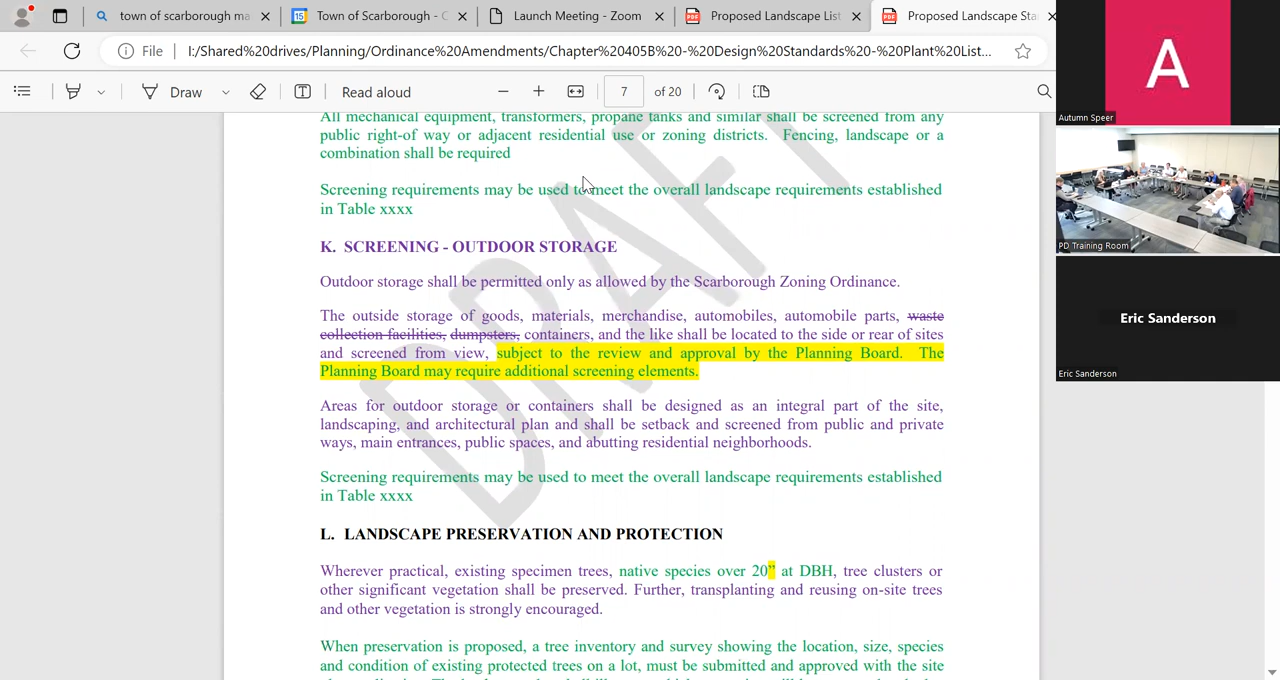 town of scarborough ma
Town of Scarborough - C
Launch Meeting - Zoom
Proposed Landscape List
Proposed Landscape Sta
File
I:/Shared%20drives/Planning/Ordinance%20Amendments/Chapter%20405B%20-%20Design%20Standards%20-%20Plant%20List...
Draw
Read aloud
7
of 20
All mechanical equipment, transformers, propane tanks and similar shall be screened from any
public right-of way or adjacent residential use or zoning districts. Fencing, landscape or a
combination shall be required
Screening requirements may be used to meet the overall landscape requirements established
in Table xxxx
K. SCREENING - OUTDOOR STORAGE
Outdoor storage shall be permitted only as allowed by the Scarborough Zoning Ordinance.
The outside storage of goods, materials, merchandise, automobiles, automobile parts, waste
collection facilities, dumpsters, containers, and the like shall be located to the side or rear of sites
and screened from view, subject to the review and approval by the Planning Board. The
Planning Board may require additional screening elements.
Areas for outdoor storage or containers shall be designed as an integral part of the site,
landscaping, and architectural plan and shall be setback and screened from public and private
ways, main entrances, public spaces, and abutting residential neighborhoods.
Screening requirements may be used to meet the overall landscape requirements established
in Table xxxx
L. LANDSCAPE PRESERVATION AND PROTECTION
Wherever practical, existing specimen trees, native species over 20” at DBH, tree clusters or
other significant vegetation shall be preserved. Further, transplanting and reusing on-site trees
and other vegetation is strongly encouraged.
When preservation is proposed, a tree inventory and survey showing the location, size, species
and condition of existing protected trees on a lot, must be submitted and approved with the site
DRAFT
A
Autumn Speer
PD Training Room
Eric Sanderson
Eric Sanderson